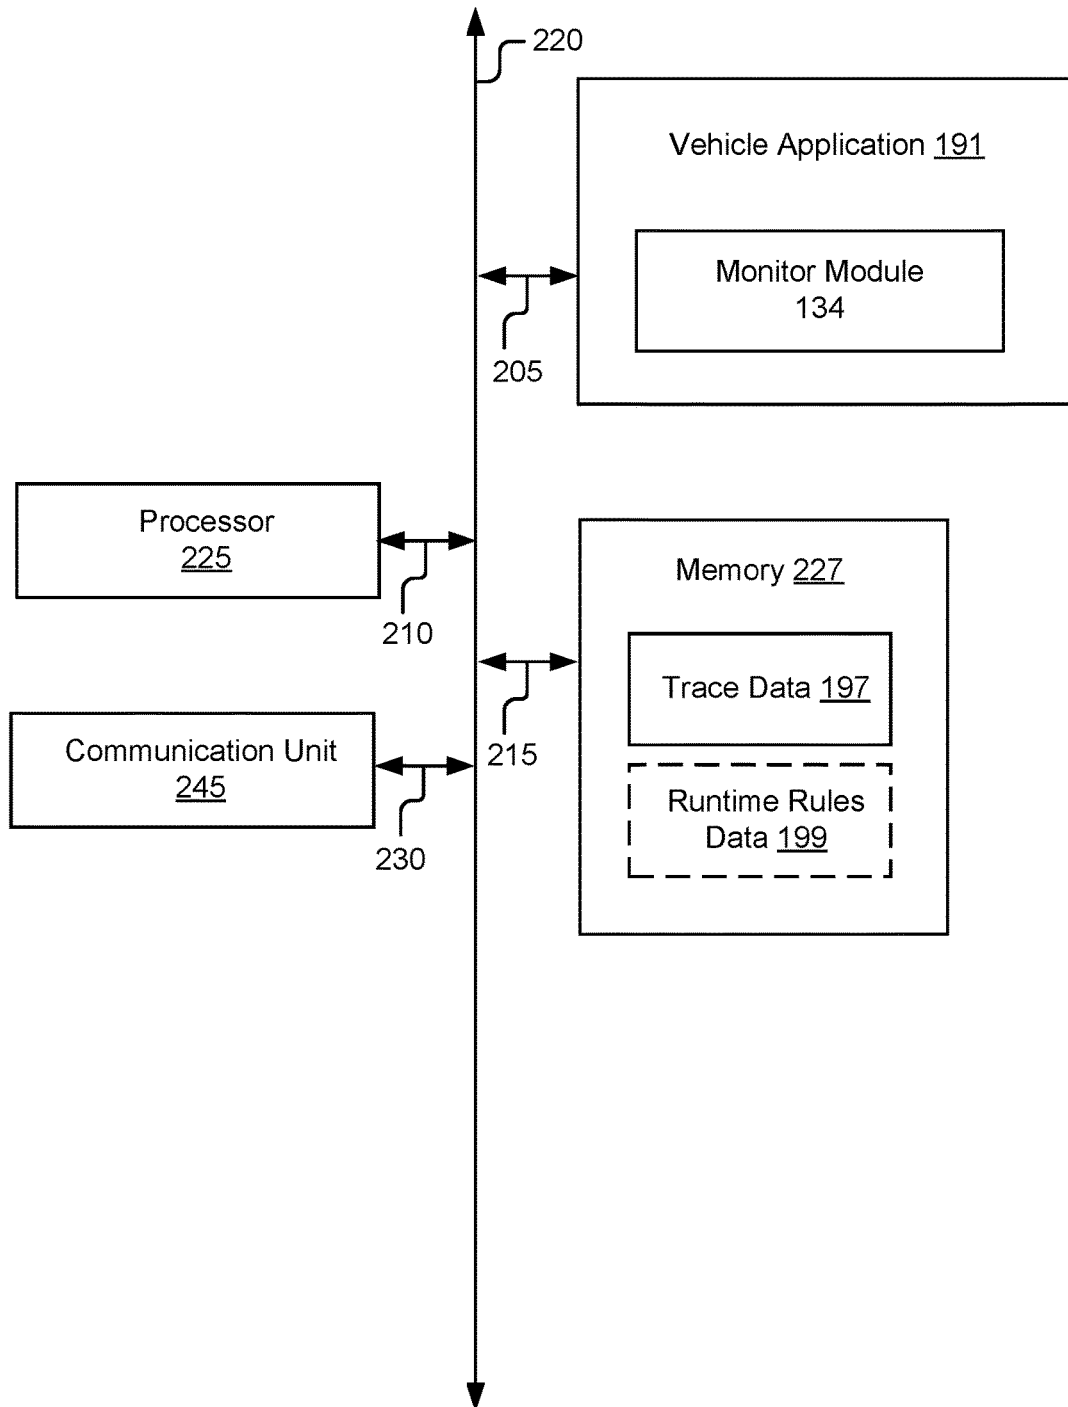 220
Vehicle Application 191
Monitor Module
134
205
Processor
225
210
Memory 227
Trace Data 197
215
Communication Unit
245
230
Runtime Rules
Data 199